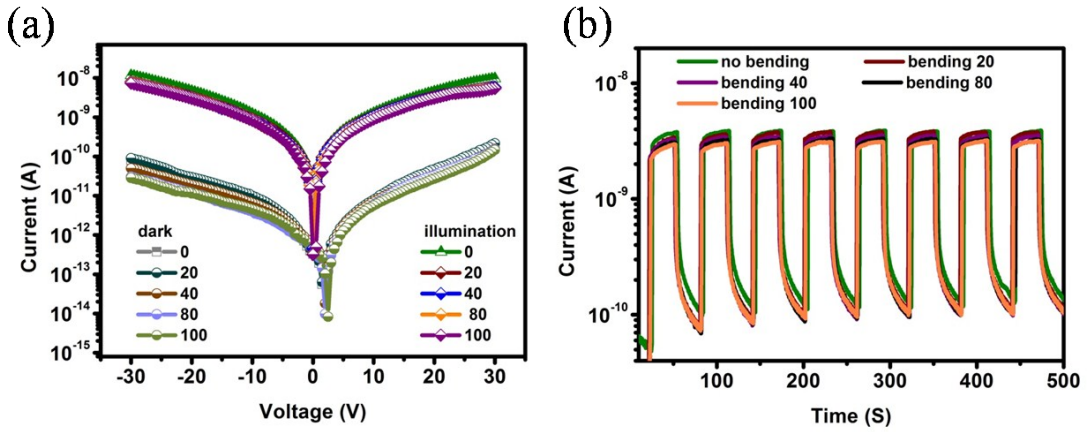 (a)
Current (A)
10⁻⁸
10⁻⁹
10⁻¹⁰
10⁻¹¹
10⁻¹²
10⁻¹³
10⁻¹⁴
10⁻¹⁵
dark
0
20
40
80
100
illumination
0
20
40
80
100
-30 -20 -10 0 10 20 30
Voltage (V)
(b)
Current (A)
10⁻⁸
10⁻⁹
10⁻¹⁰
no bending bending 20
bending 40 bending 80
bending 100
100 200 300 400 500
Time (S)